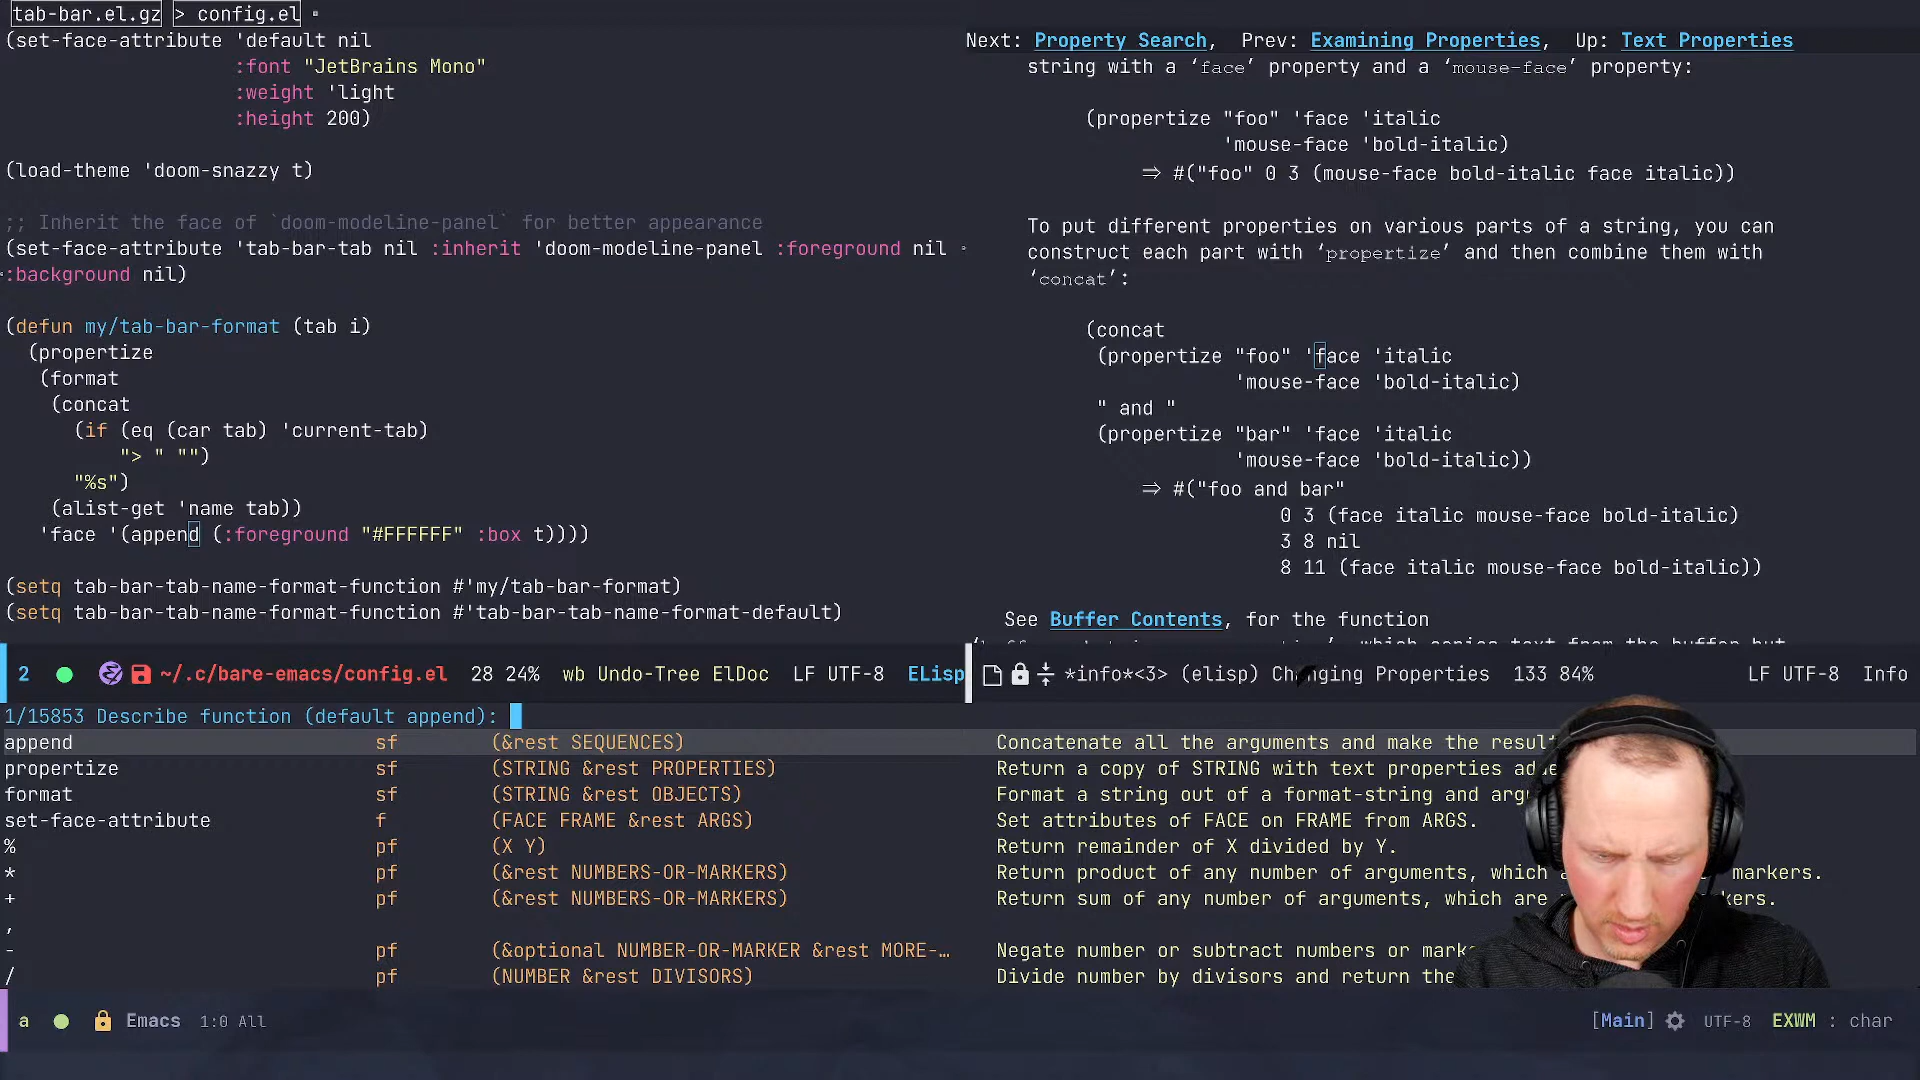 tab-bar.el.gz > config.el
(set-face-attribute 'default nil
:font "JetBrains Mono"
:weight 'light
:height 200)
(load-theme 'doom-snazzy t)
;; Inherit the face of `doom-modeline-panel` for better appearance
(set-face-attribute 'tab-bar-tab nil :inherit 'doom-modeline-panel :foreground nil
:background nil)
(defun my/tab-bar-format (tab i)
(propertize
(format
(concat
(if (eq (car tab) 'current-tab)
"> " "")
"%s")
(alist-get 'name tab))
'face '(append (:foreground "#FFFFFF" :box t))))
(setq tab-bar-tab-name-format-function #'my/tab-bar-format)
(setq tab-bar-tab-name-format-function #'tab-bar-tab-name-format-default)
2 ~/.c/bare-emacs/config.el 28 24% wb Undo-Tree ElDoc LF UTF-8 ELisp
Next: Property Search, Prev: Examining Properties, Up: Text Properties
string with a ‘face’ property and a ‘mouse-face’ property:
(propertize "foo" 'face 'italic
'mouse-face 'bold-italic)
⇒ #("foo" 0 3 (mouse-face bold-italic face italic))
To put different properties on various parts of a string, you can
construct each part with ‘propertize’ and then combine them with
‘concat’:
(concat
(propertize "foo" 'face 'italic
'mouse-face 'bold-italic)
" and "
(propertize "bar" 'face 'italic
'mouse-face 'bold-italic))
⇒ #("foo and bar"
0 3 (face italic mouse-face bold-italic)
3 8 nil
8 11 (face italic mouse-face bold-italic))
See Buffer Contents, for the function
which copies text from the buffer but
*info*<3> (elisp) Changing Properties 133 84% LF UTF-8 Info
1/15853 Describe function (default append):
append sf (&rest SEQUENCES) Concatenate all the arguments and make the result
propertize sf (STRING &rest PROPERTIES) Return a copy of STRING with text properties
format sf (STRING &rest OBJECTS) Format a string out of a format-string and
set-face-attribute f (FACE FRAME &rest ARGS) Set attributes of FACE on FRAME from ARGS.
% pf (X Y) Return remainder of X divided by Y.
* pf (&rest NUMBERS-OR-MARKERS) Return product of any number of arguments, which markers.
+ pf (&rest NUMBERS-OR-MARKERS) Return sum of any number of arguments, which are
,
- pf (&optional NUMBER-OR-MARKER &rest MORE-… Negate number or subtract numbers or
/ pf (NUMBER &rest DIVISORS) Divide number by divisors and return the
a Emacs 1:0 All [Main] UTF-8 EXWM : char